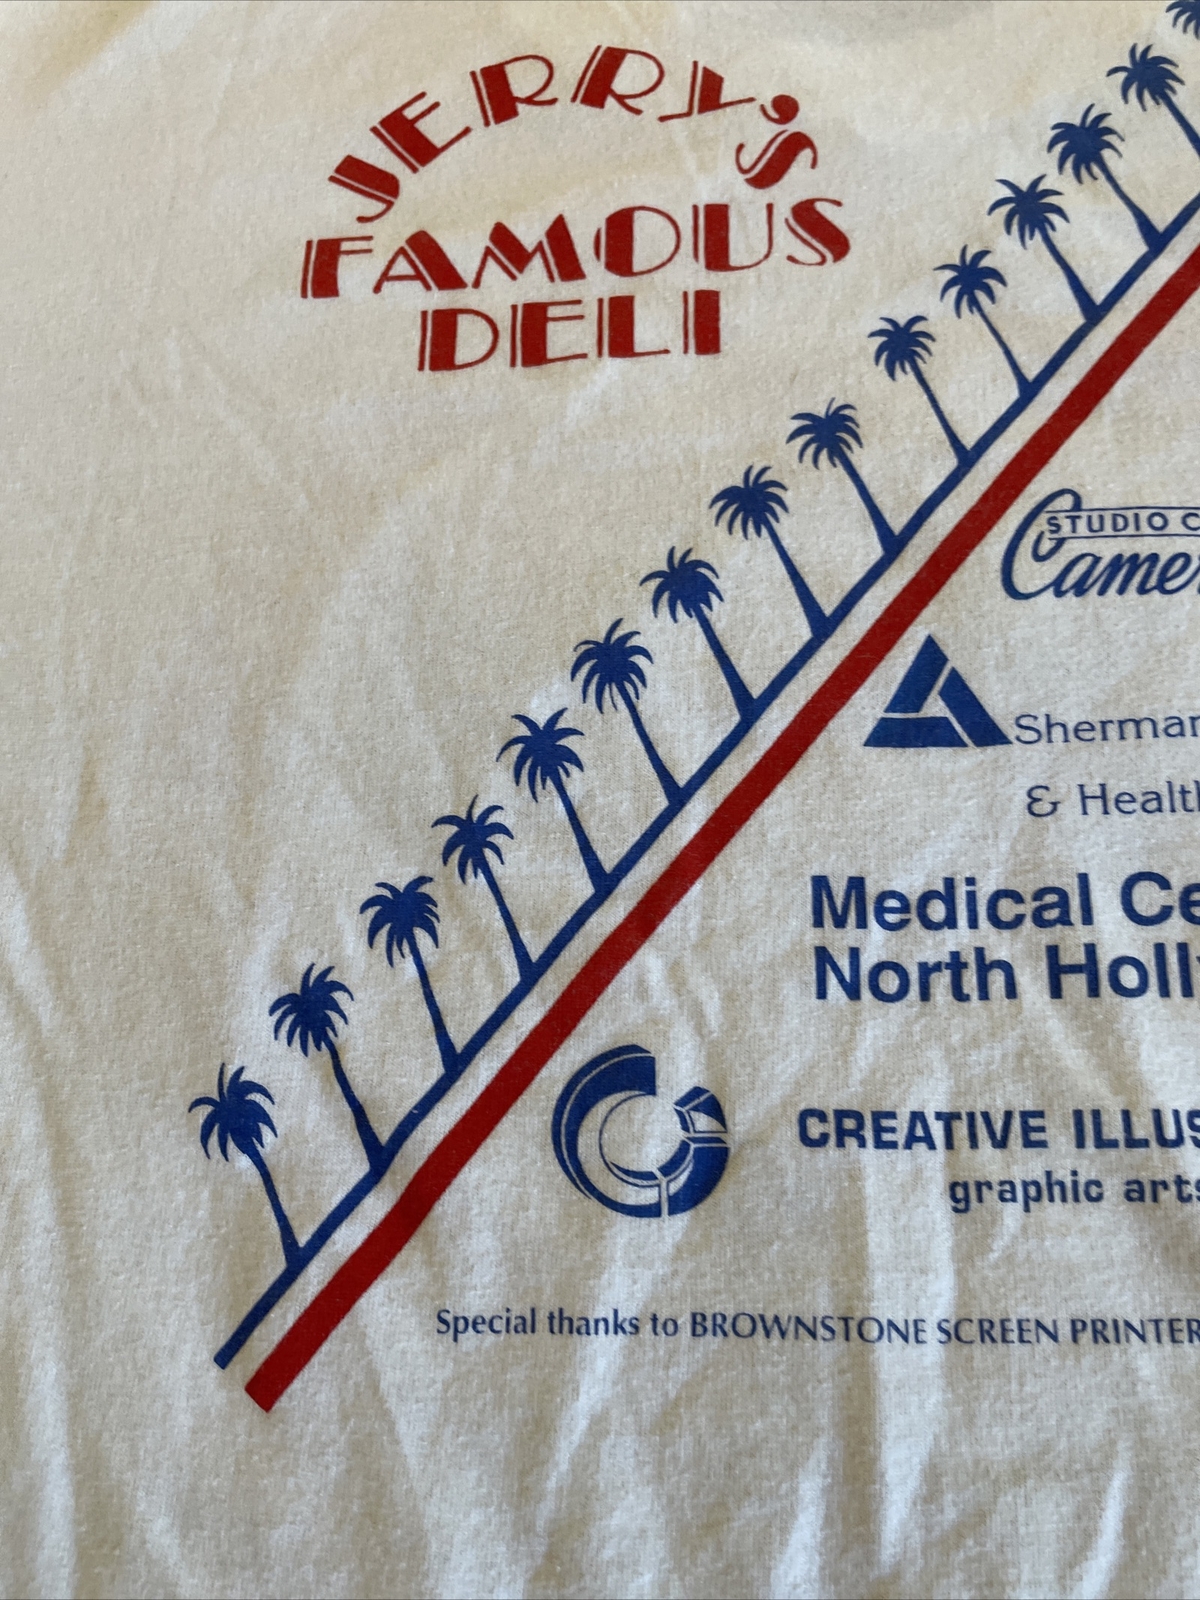 JERRY'S
FAMOUS
DELI
STUDIO C
Camer
Sherman
& Health
Medical Ce
North Holly
CREATIVE ILLUS
graphic arts
Special thanks to BROWNSTONE SCREEN PRINTER